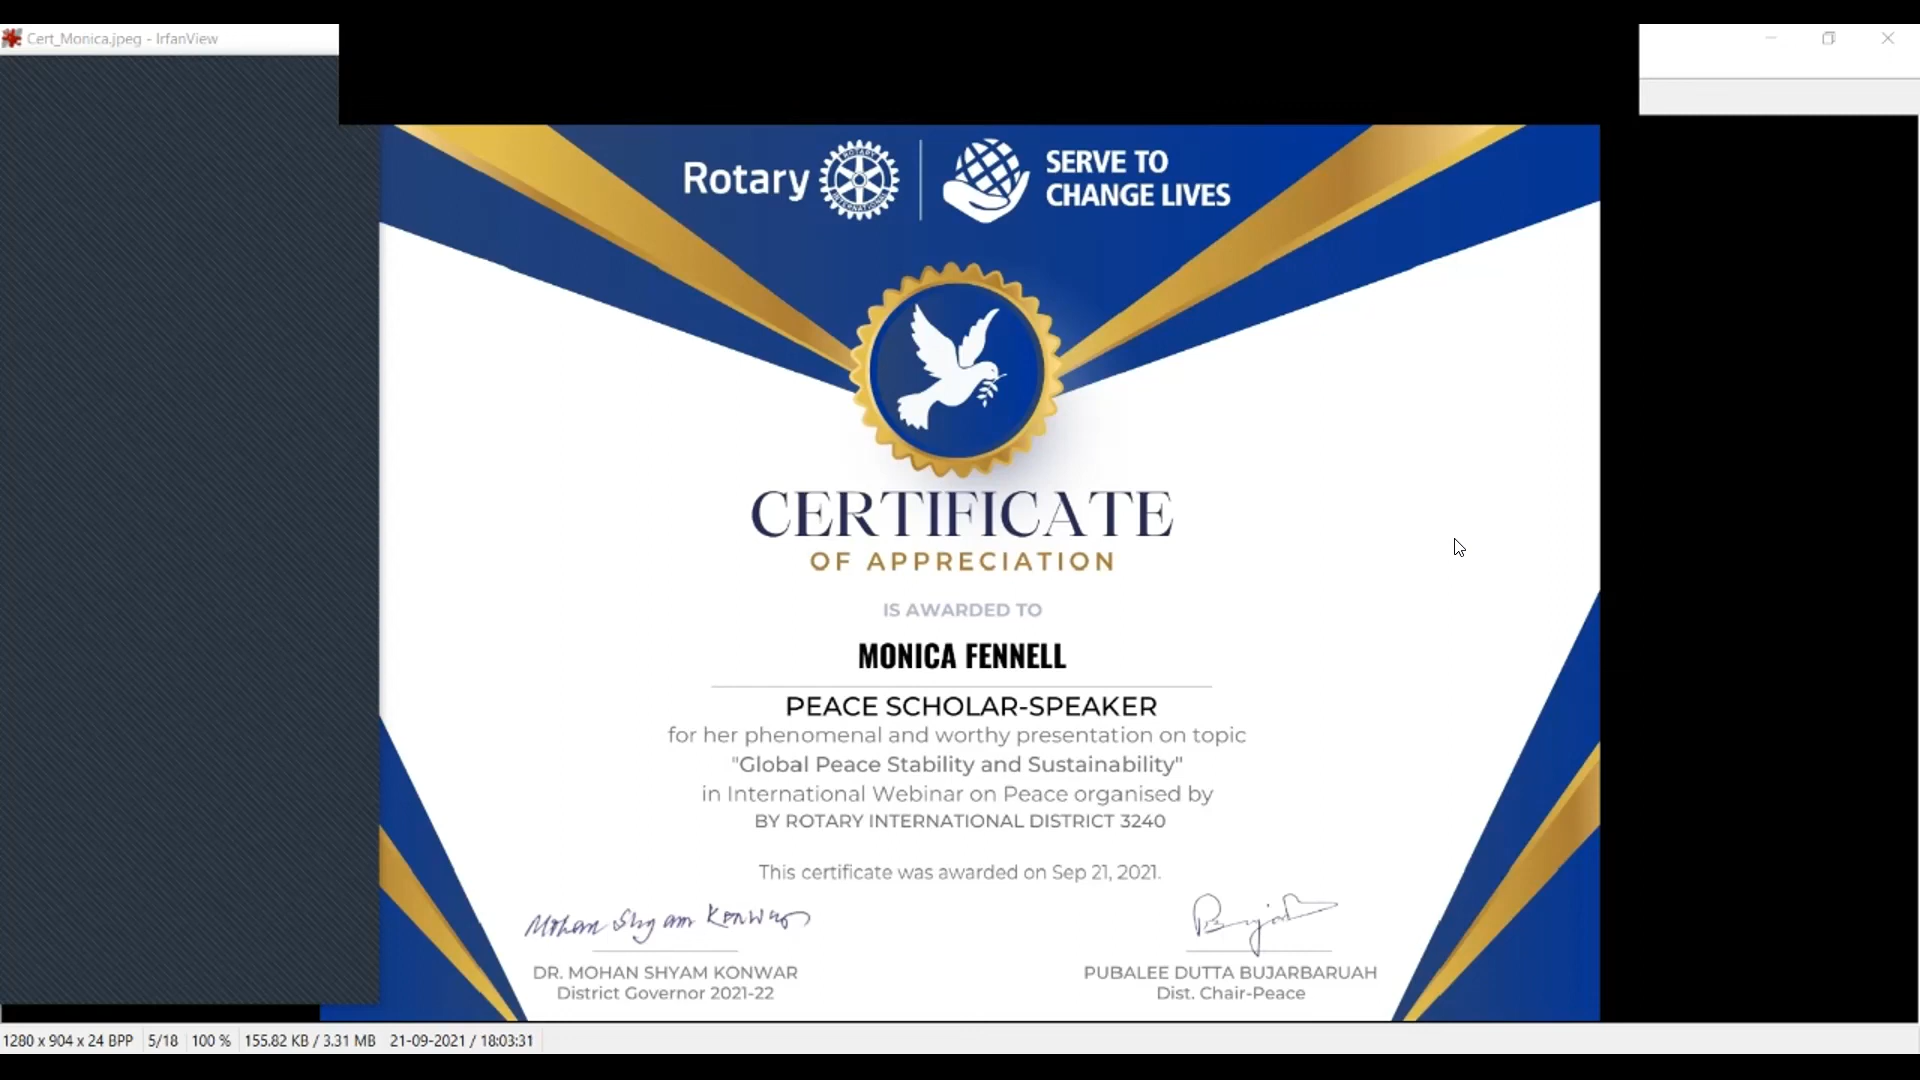 Cert_Monica.jpeg - IrfanView
Rotary
ROTARY
INTERNATIONAL
SERVE TO
CHANGE LIVES
CERTIFICATE
OF APPRECIATION
IS AWARDED TO
MONICA FENNELL
PEACE SCHOLAR-SPEAKER
for her phenomenal and worthy presentation on topic
"Global Peace Stability and Sustainability"
in International Webinar on Peace organised by
BY ROTARY INTERNATIONAL DISTRICT 3240
This certificate was awarded on Sep 21, 2021.
Mohan Shyam Konwar
DR. MOHAN SHYAM KONWAR
District Governor 2021-22
PUBALEE DUTTA BUJARBARUAH
Dist. Chair-Peace
1280 x 904 x 24 BPP 5/18 100 % 155.82 KB / 3.31 MB 21-09-2021 / 18:03:31